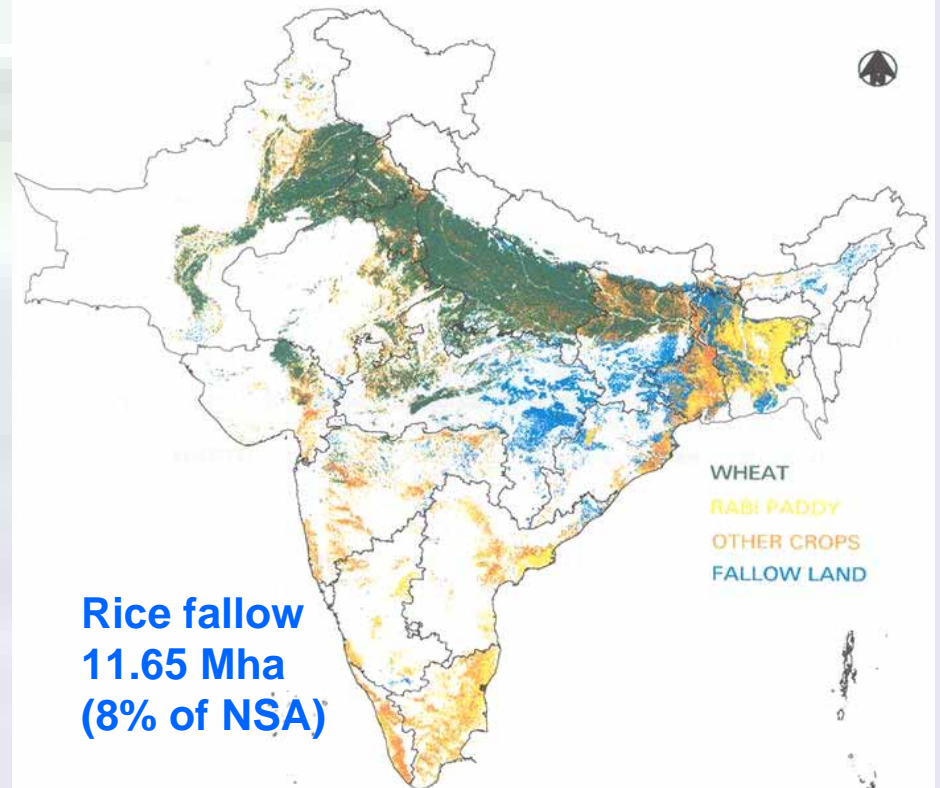 WHEAT
RABI PADDY
OTHER CROPS
FALLOW LAND
Rice fallow
11.65 Mha
(8% of NSA)